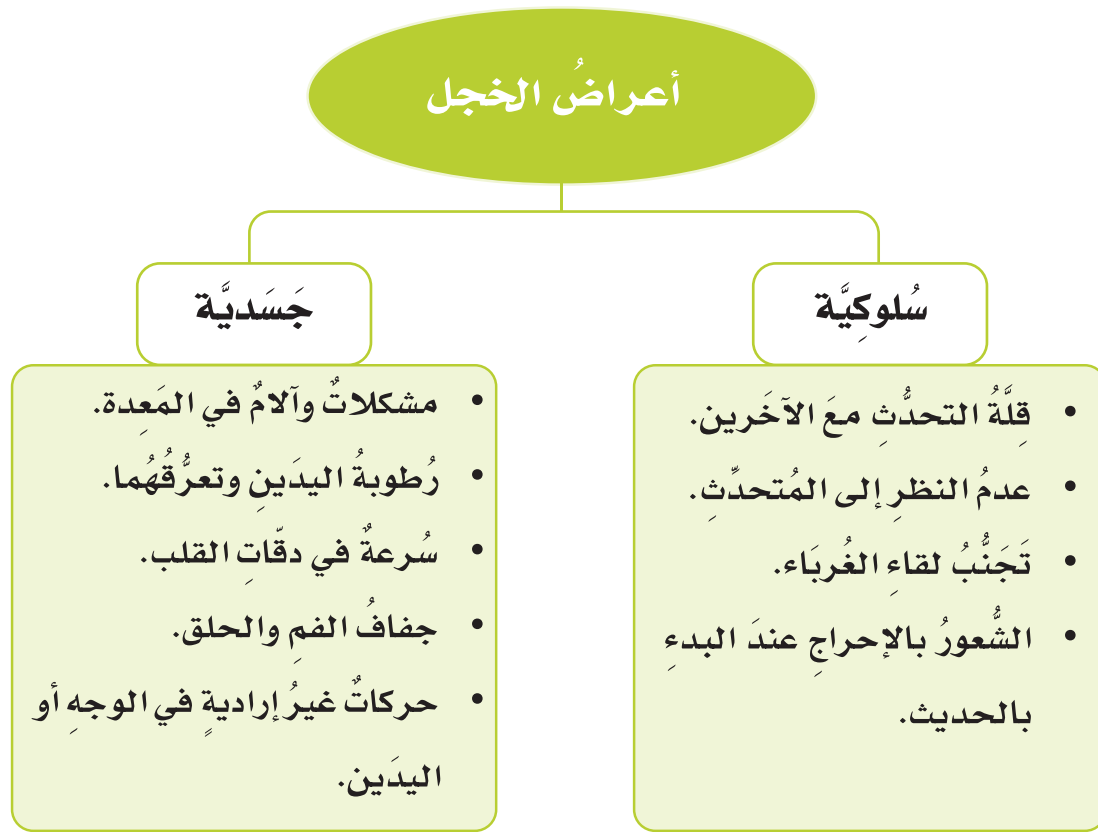 أعراضُ الخجل
سُلوكِيَّة
• قِلَّةُ التحدُّثِ معَ الآخَرين.
• عدمُ النظرِ إلى المُتحدِّثِ.
• تَجَنُّبُ لقاءِ الغُربَاء.
• الشُّعورُ بالإحراجِ عندَ البدءِ
بالحديث.
جَسَديَّة
• مشكلاتٌ وآلامٌ في المَعِدة.
• رُطوبةُ اليدَينِ وتعرُّقُهُما.
• سُرعةٌ في دقّاتِ القلب.
• جفافُ الفمِ والحلق.
• حركاتٌ غيرُ إراديةٍ في الوجهِ أو
اليدَين.